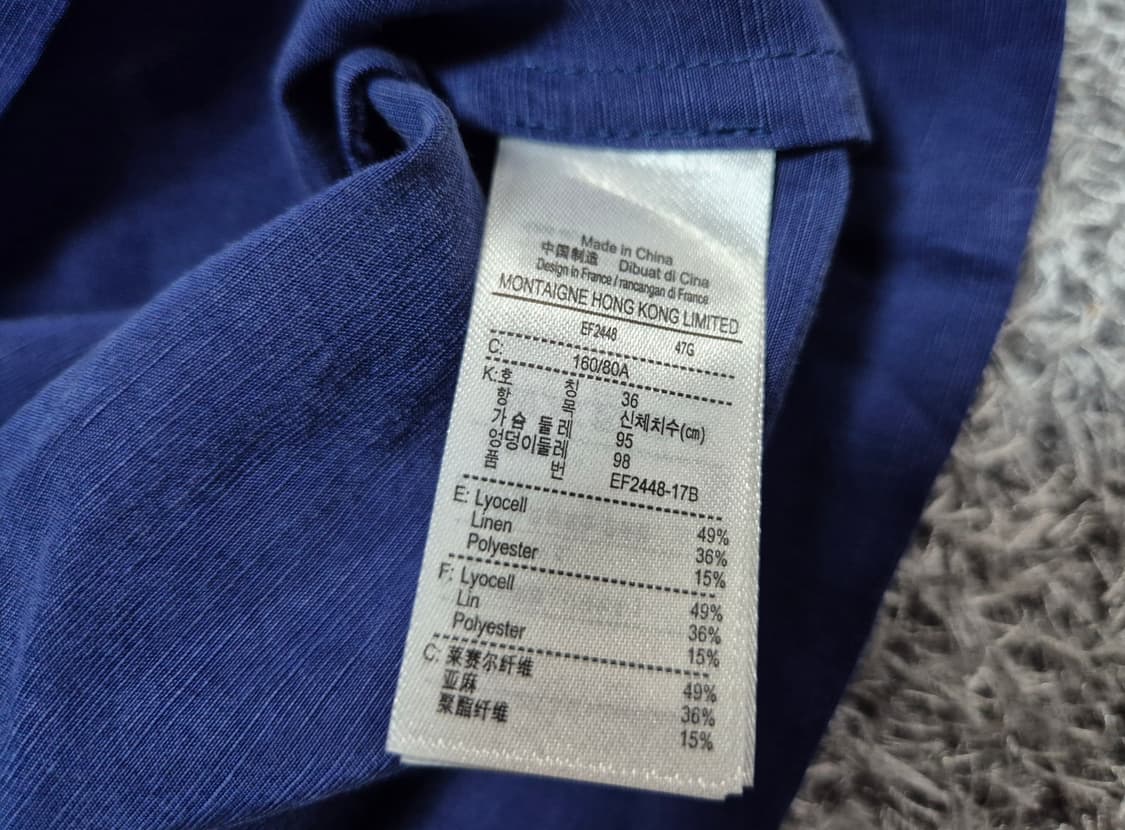 Made in China
中国制造 Dibuat di Cina
Design in France / rancangan di France
MONTAIGNE HONG KONG LIMITED
EF2448 47G
C: 160/80A
K:호 칭 36
항 목 신체치수(cm)
가슴 둘레 95
엉덩이둘레 98
품 번 EF2448-17B
E: Lyocell 49%
Linen 36%
Polyester 15%
F: Lyocell 49%
Lin 36%
Polyester 15%
C: 莱赛尔纤维 49%
亚麻 36%
聚酯纤维 15%